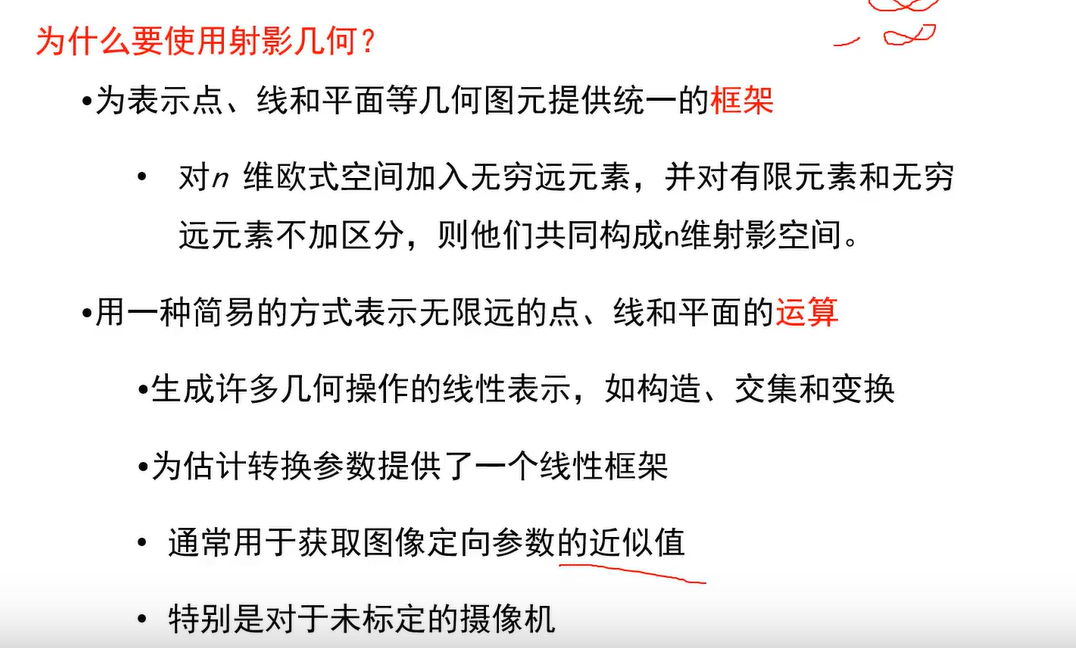 为什么要使用射影几何？
•为表示点、线和平面等几何图元提供统一的框架
• 对n 维欧式空间加入无穷远元素，并对有限元素和无穷
远元素不加区分，则他们共同构成n维射影空间。
•用一种简易的方式表示无限远的点、线和平面的运算
•生成许多几何操作的线性表示，如构造、交集和变换
•为估计转换参数提供了一个线性框架
• 通常用于获取图像定向参数的近似值
• 特别是对于未标定的摄像机